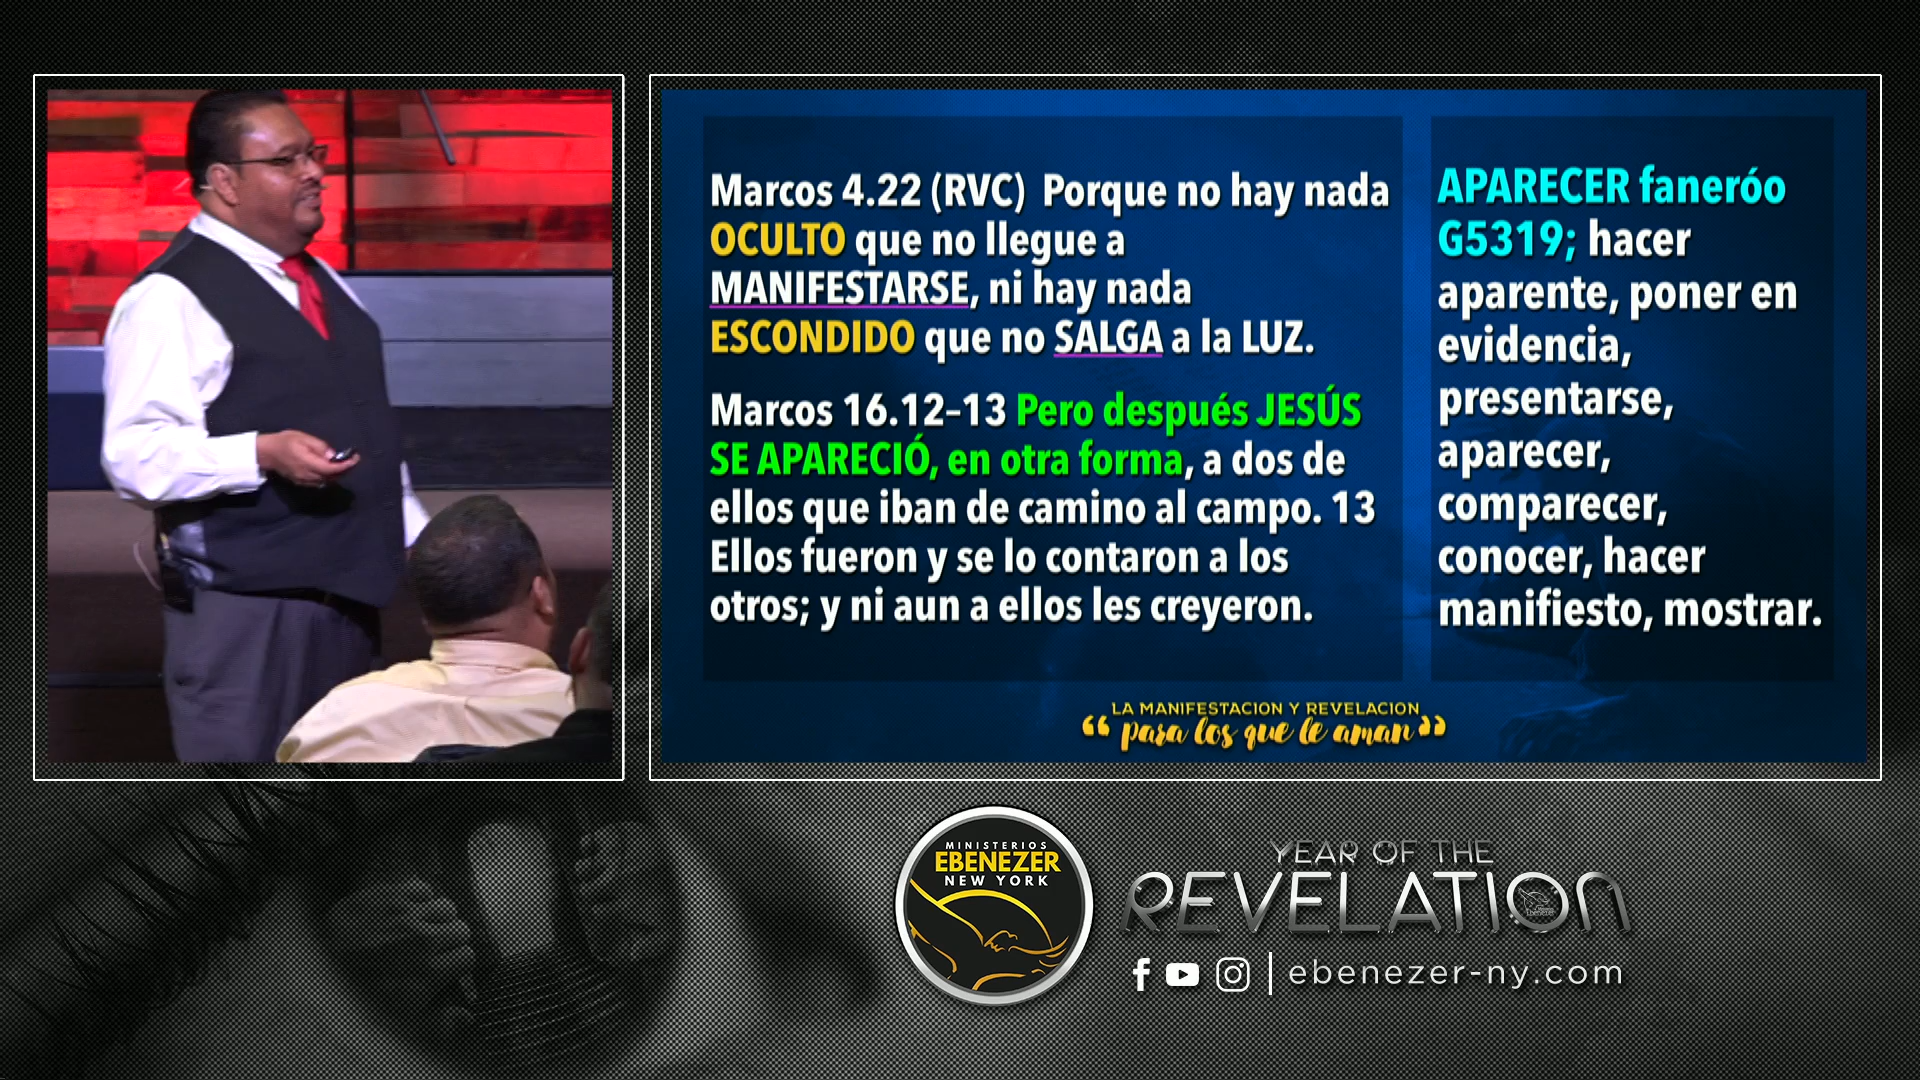 Marcos 4.22 (RVC)  Porque no hay nada
OCULTO que no llegue a
MANIFESTARSE, ni hay nada
ESCONDIDO que no SALGA a la LUZ.
Marcos 16.12–13 Pero después JESÚS
SE APARECIÓ, en otra forma, a dos de
ellos que iban de camino al campo. 13
Ellos fueron y se lo contaron a los
otros; y ni aun a ellos les creyeron.
APARECER faneróo
G5319; hacer
aparente, poner en
evidencia,
presentarse,
aparecer,
comparecer,
conocer, hacer
manifiesto, mostrar.
LA MANIFESTACION Y REVELACION
“para los que le aman”
MINISTERIOS
EBENEZER
NEW YORK
YEAR OF THE
REVELATION
ebenezer-ny.com